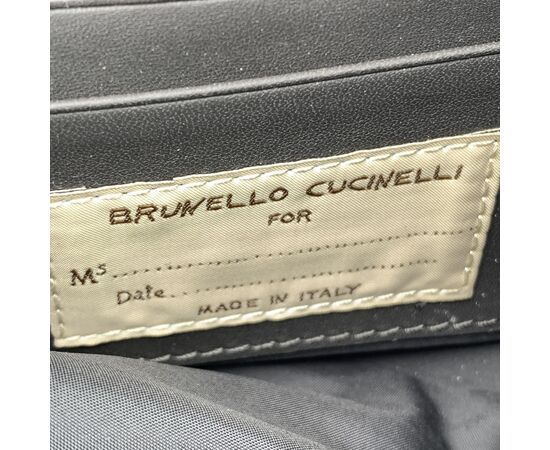 BRUNELLO CUCINELLI
FOR
Ms.......................................
Date................................
MADE IN ITALY